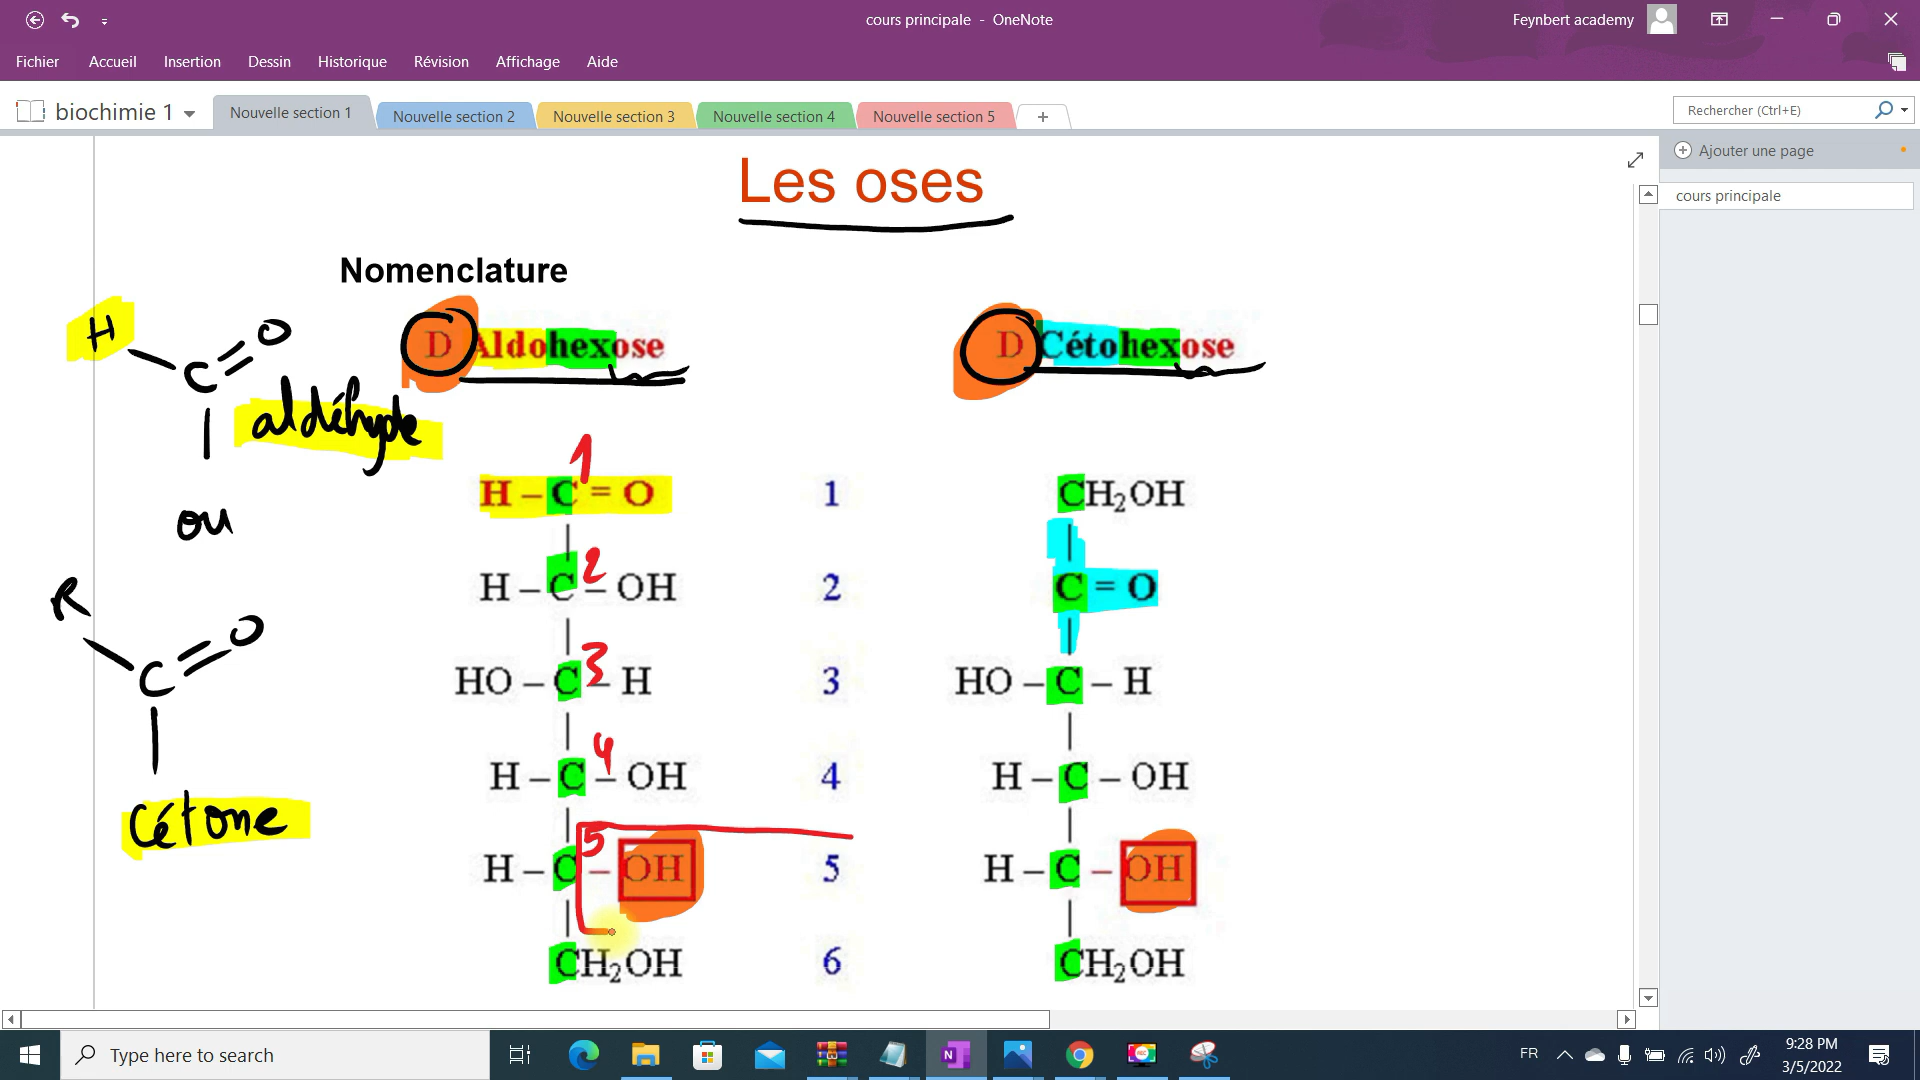 cours principale - OneNote
Feynbert academy
Fichier Accueil Insertion Dessin Historique Révision Affichage Aide
biochimie 1
Nouvelle section 1
Nouvelle section 2
Nouvelle section 3
Nouvelle section 4
Nouvelle section 5
+
Rechercher (Ctrl+E)
Ajouter une page
cours principale
Les oses
Nomenclature
D Aldohexose
D Cétohexose
H
C
O
aldéhyde
ou
R
C
O
Cétone
1
H – C = O
2
H – C – OH
3
HO – C – H
4
H – C – OH
5
H – C – OH
CH₂OH
1
2
3
4
5
6
CH₂OH
C = O
HO – C – H
H – C – OH
H – C – OH
CH₂OH
Type here to search
FR
9:28 PM
3/5/2022